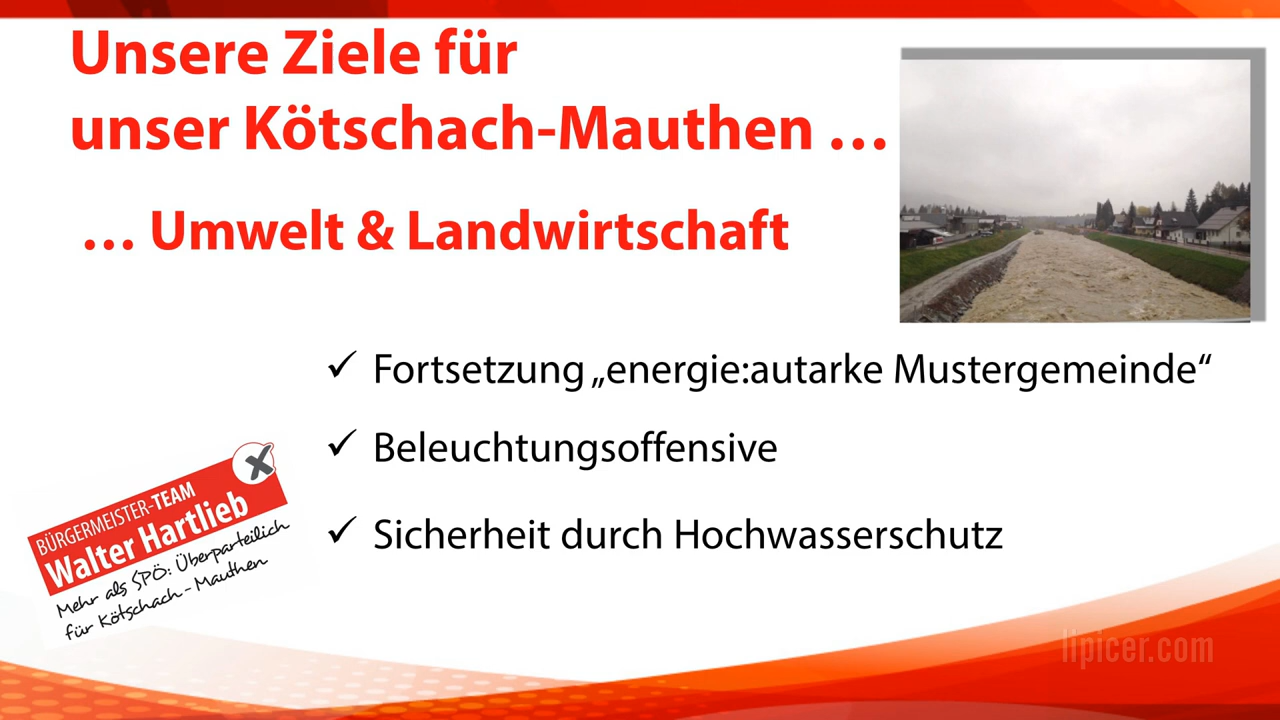 Unsere Ziele für
unser Kötschach-Mauthen …
… Umwelt & Landwirtschaft
✓ Fortsetzung „energie:autarke Mustergemeinde“
✓ Beleuchtungsoffensive
✓ Sicherheit durch Hochwasserschutz
BÜRGERMEISTER-TEAM
Walter Hartlieb
Mehr als SPÖ: Überparteilich
für Kötschach-Mauthen
lipicer.com